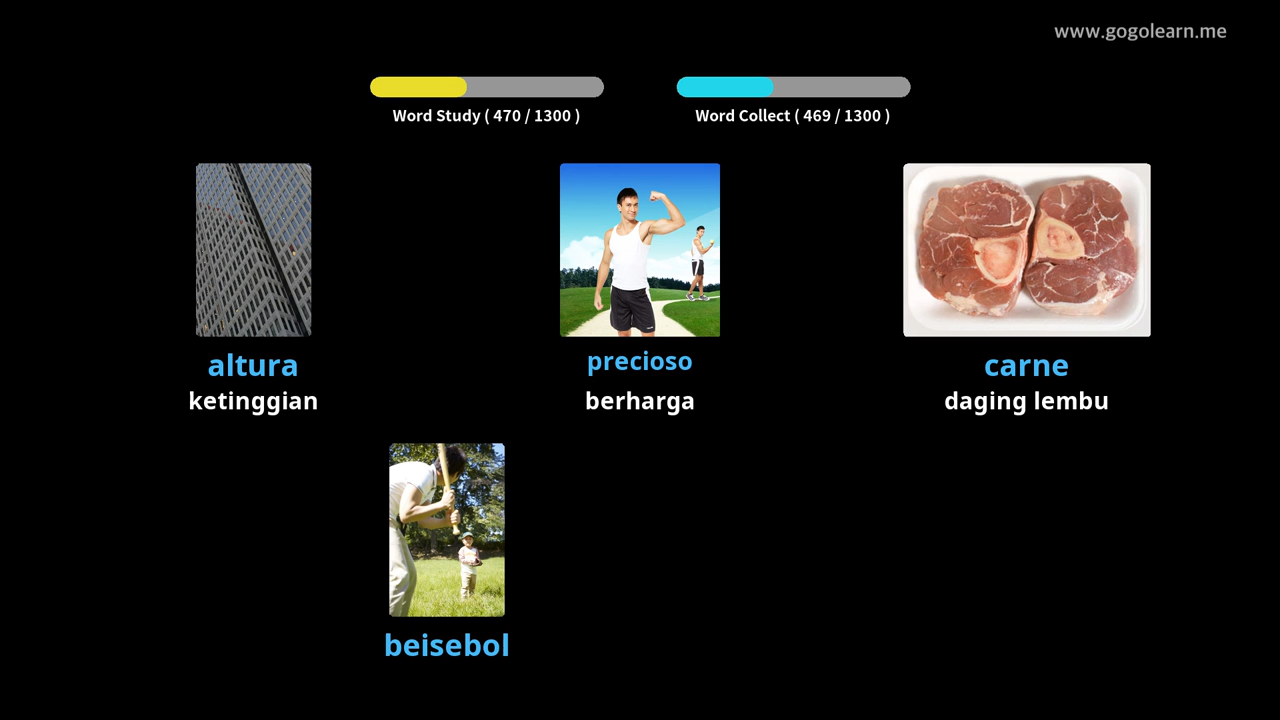 www.gogolearn.me
Word Study ( 470 / 1300 )
Word Collect ( 469 / 1300 )
altura
precioso
carne
ketinggian
berharga
daging lembu
beisebol